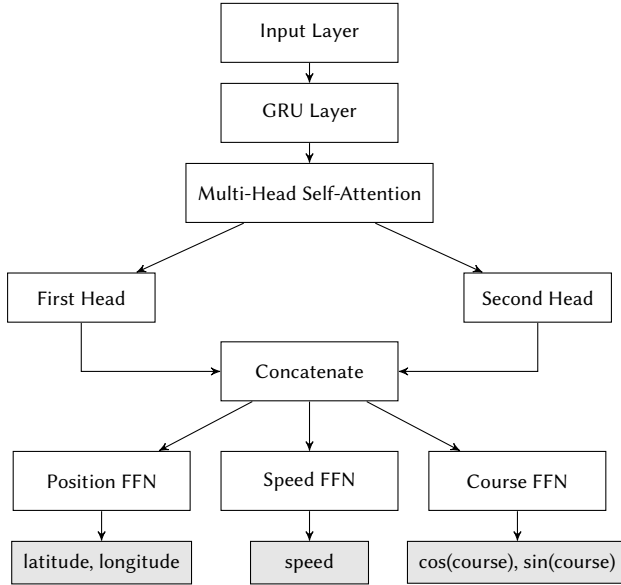 Input Layer
GRU Layer
Multi-Head Self-Attention
First Head
Second Head
Concatenate
Position FFN
Speed FFN
Course FFN
latitude, longitude
speed
cos(course), sin(course)